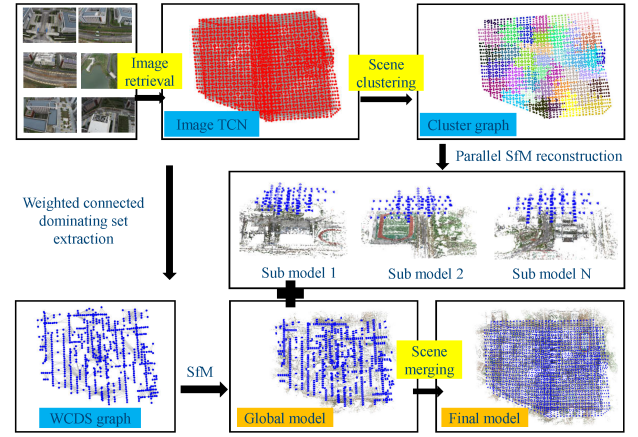 Image
retrieval
Image TCN
Scene
clustering
Cluster graph
Parallel SfM reconstruction
Weighted connected
dominating set
extraction
Sub model 1
Sub model 2
Sub model N
WCDS graph
SfM
Global model
Scene
merging
Final model